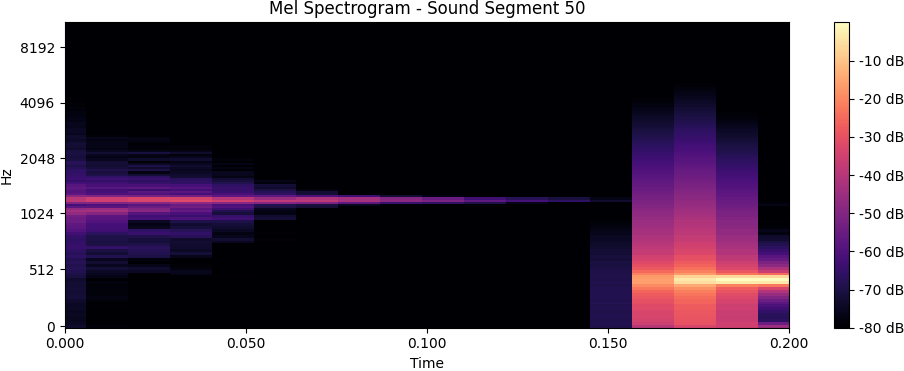 Mel Spectrogram - Sound Segment 50
Hz
8192
4096
2048
1024
512
0
0.000 0.050 0.100 0.150 0.200
Time
-10 dB
-20 dB
-30 dB
-40 dB
-50 dB
-60 dB
-70 dB
-80 dB